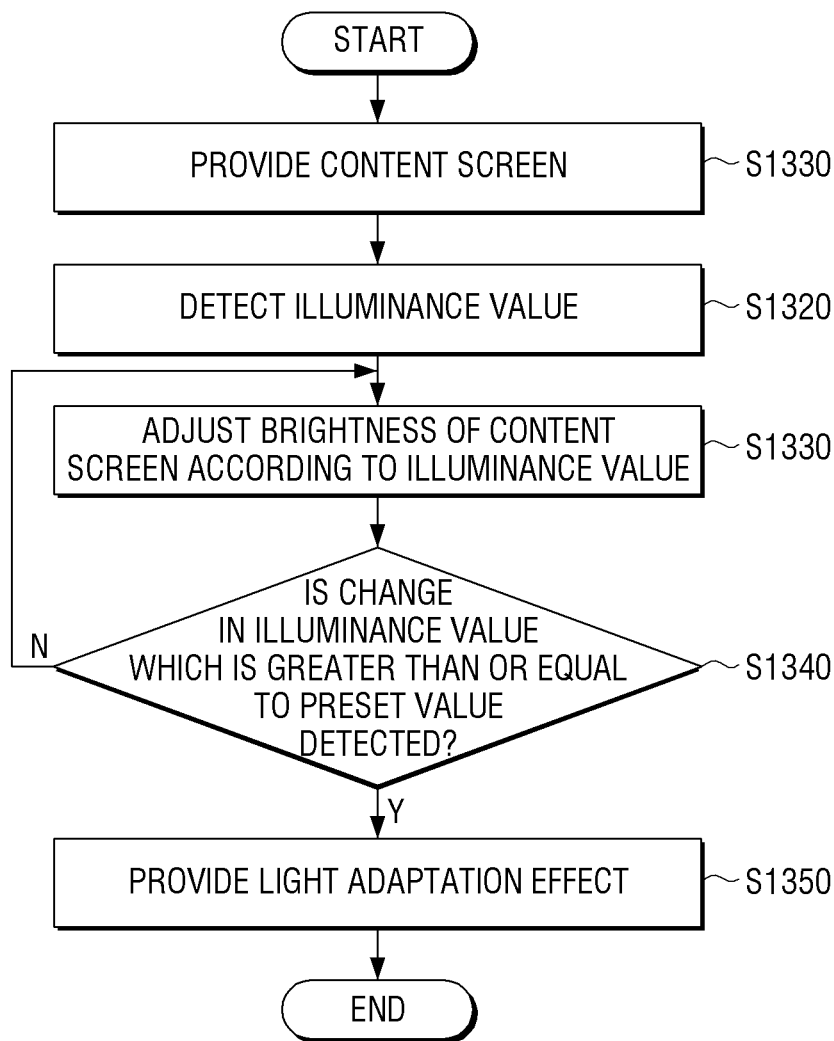 START
PROVIDE CONTENT SCREEN
S1330
DETECT ILLUMINANCE VALUE
S1320
ADJUST BRIGHTNESS OF CONTENT
SCREEN ACCORDING TO ILLUMINANCE VALUE
S1330
IS CHANGE
IN ILLUMINANCE VALUE
WHICH IS GREATER THAN OR EQUAL
TO PRESET VALUE
DETECTED?
N
S1340
Y
PROVIDE LIGHT ADAPTATION EFFECT
S1350
END